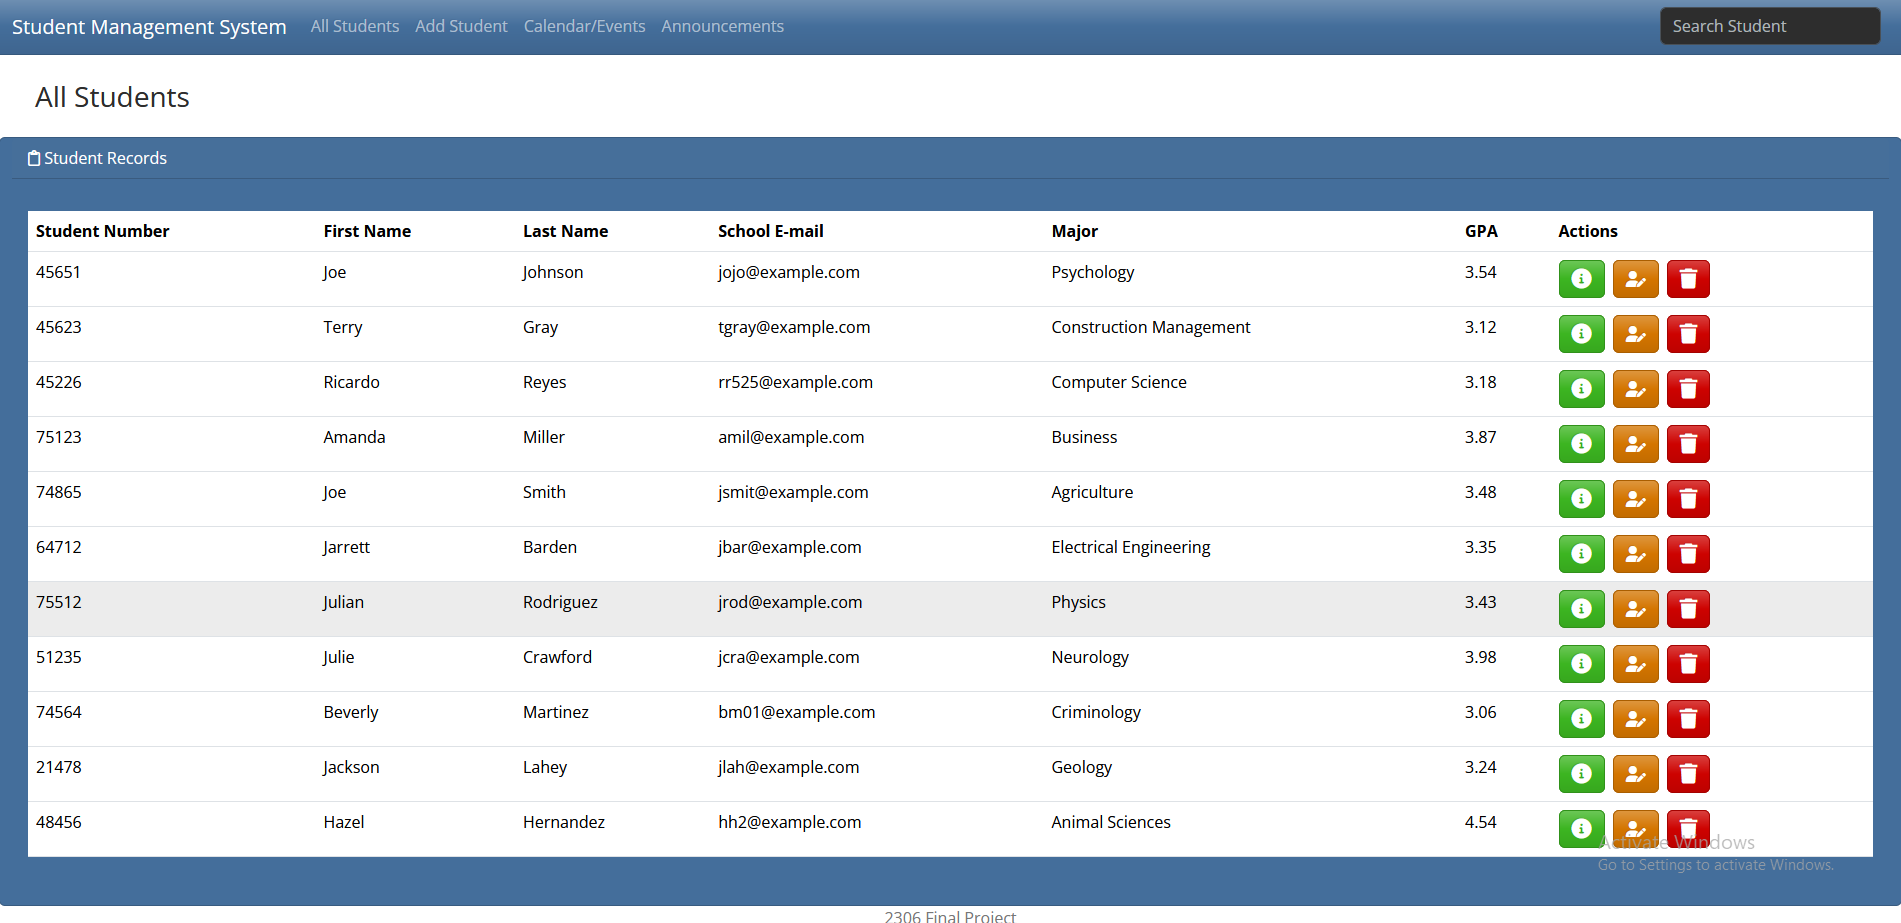 Student Management System All Students Add Student Calendar/Events Announcements Search Student
All Students
Student Records
Student Number First Name Last Name School E-mail Major GPA Actions
45651 Joe Johnson jojo@example.com Psychology 3.54
45623 Terry Gray tgray@example.com Construction Management 3.12
45226 Ricardo Reyes rr525@example.com Computer Science 3.18
75123 Amanda Miller amil@example.com Business 3.87
74865 Joe Smith jsmit@example.com Agriculture 3.48
64712 Jarrett Barden jbar@example.com Electrical Engineering 3.35
75512 Julian Rodriguez jrod@example.com Physics 3.43
51235 Julie Crawford jcra@example.com Neurology 3.98
74564 Beverly Martinez bm01@example.com Criminology 3.06
21478 Jackson Lahey jlah@example.com Geology 3.24
48456 Hazel Hernandez hh2@example.com Animal Sciences 4.54
Activate Windows
Go to Settings to activate Windows.
2306 Final Project